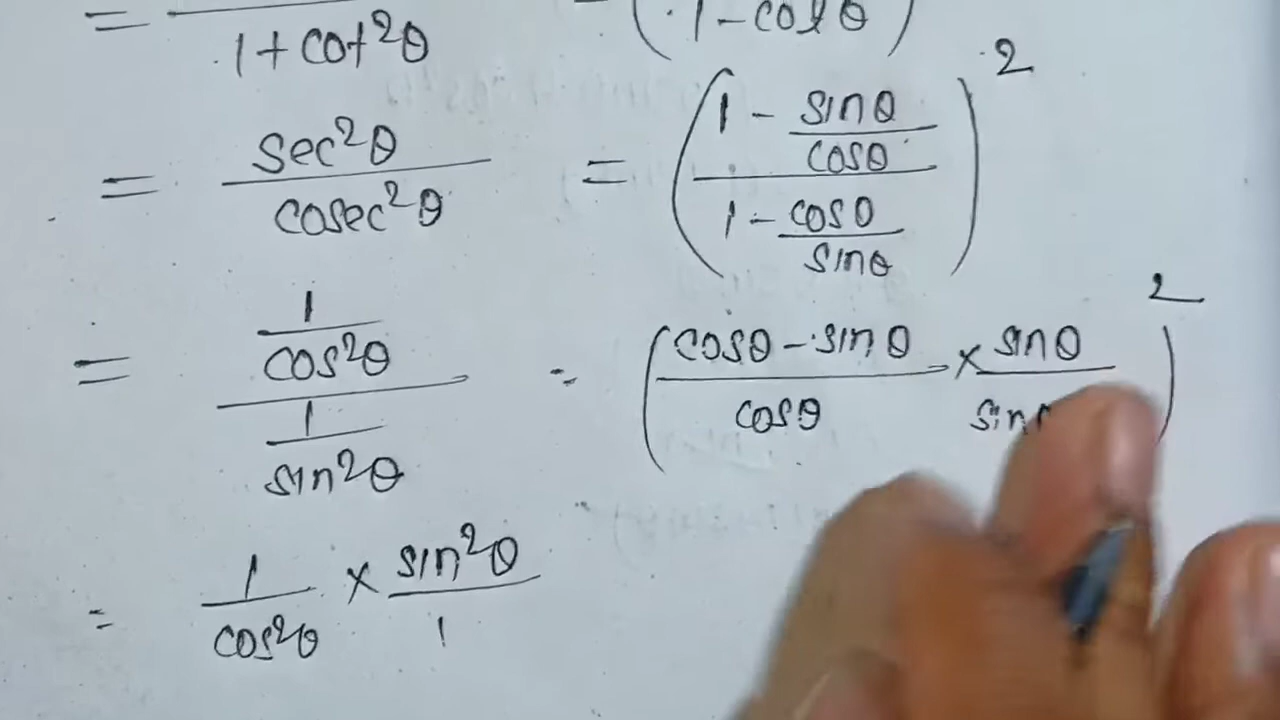 = 1 + cot²θ
= sec²θ / cosec²θ
= (1/cos²θ) / (1/sin²θ)
= 1/cos²θ × sin²θ/1
= ( 1 - cotθ )
= ((1 - sinθ/cosθ) / (1 - cosθ/sinθ))²
= ((cosθ - sinθ)/cosθ × sinθ/sin)²